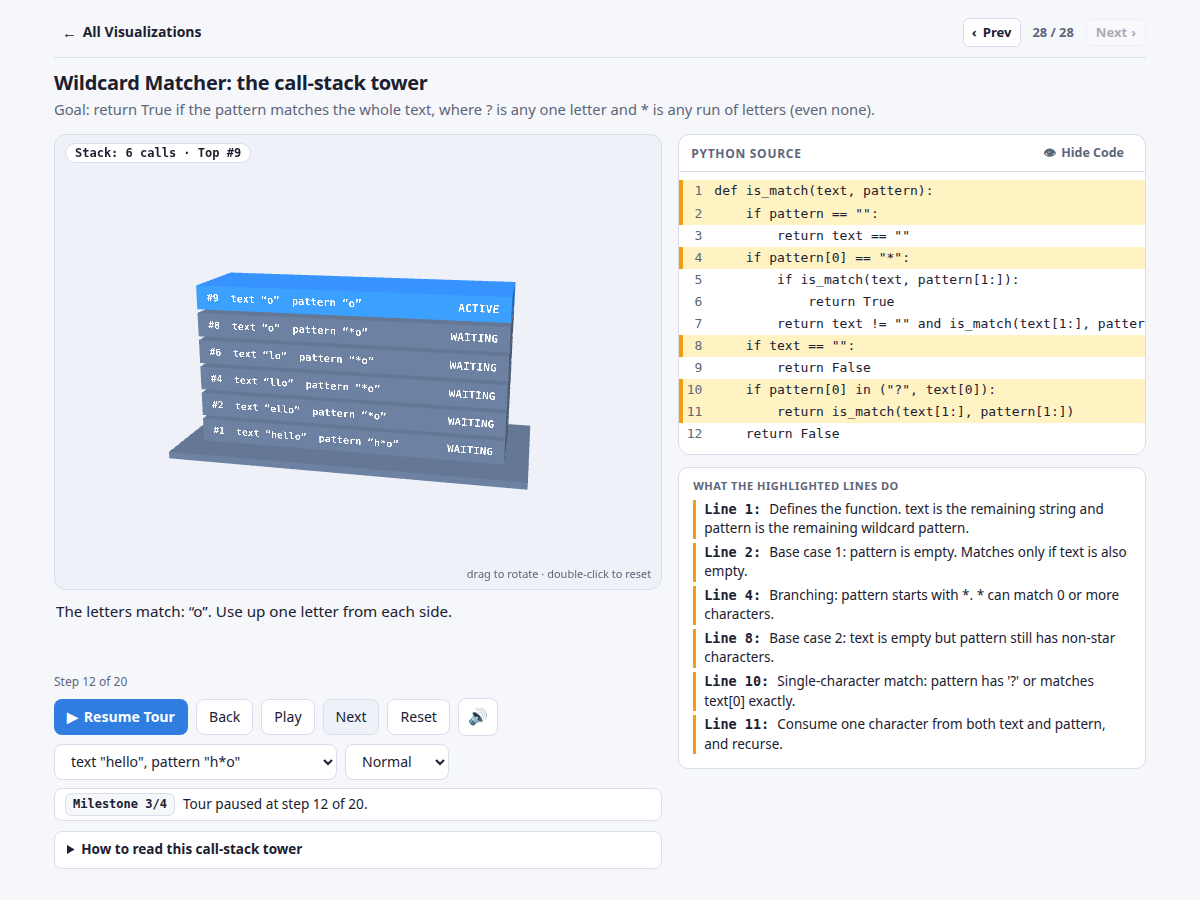 ← All Visualizations
‹ Prev
28 / 28
Next ›
Wildcard Matcher: the call-stack tower
Goal: return True if the pattern matches the whole text, where ? is any one letter and * is any run of letters (even none).
Stack: 6 calls · Top #9
#9 text “o” pattern “o” ACTIVE
#8 text “o” pattern “*o” WAITING
#6 text “lo” pattern “*o” WAITING
#4 text “llo” pattern “*o” WAITING
#2 text “ello” pattern “*o” WAITING
#1 text “hello” pattern “h*o” WAITING
drag to rotate · double-click to reset
The letters match: “o”. Use up one letter from each side.
Step 12 of 20
▶ Resume Tour
Back
Play
Next
Reset
text "hello", pattern "h*o"
Normal
Milestone 3/4 Tour paused at step 12 of 20.
▶ How to read this call-stack tower
PYTHON SOURCE
Hide Code
1 def is_match(text, pattern):
2 if pattern == "":
3 return text == ""
4 if pattern[0] == "*":
5 if is_match(text, pattern[1:]):
6 return True
7 return text != "" and is_match(text[1:], patter
8 if text == "":
9 return False
10 if pattern[0] in ("?", text[0]):
11 return is_match(text[1:], pattern[1:])
12 return False
WHAT THE HIGHLIGHTED LINES DO
Line 1: Defines the function. text is the remaining string and
pattern is the remaining wildcard pattern.
Line 2: Base case 1: pattern is empty. Matches only if text is also
empty.
Line 4: Branching: pattern starts with *. * can match 0 or more
characters.
Line 8: Base case 2: text is empty but pattern still has non-star
characters.
Line 10: Single-character match: pattern has '?' or matches
text[0] exactly.
Line 11: Consume one character from both text and pattern,
and recurse.